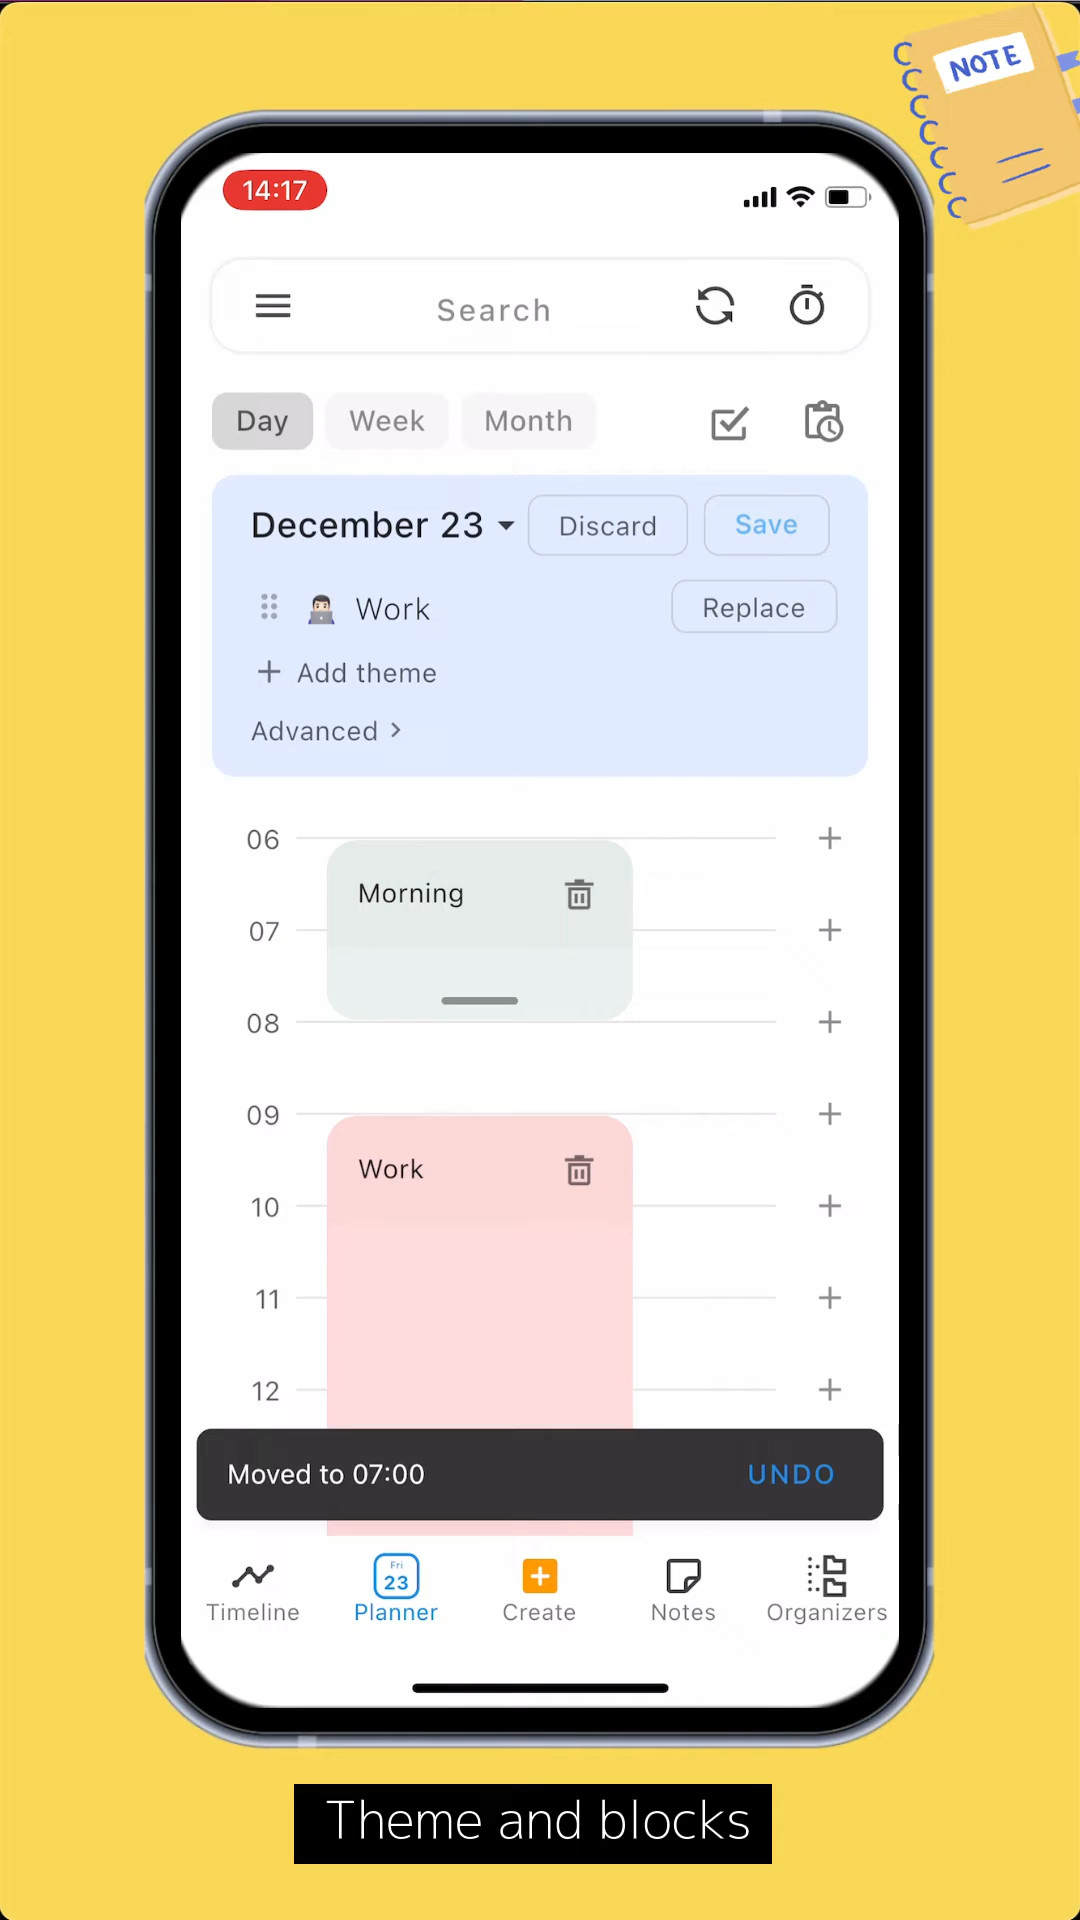 NOTE
14:17
Search
Day Week Month
December 23 Discard Save
Work Replace
+ Add theme
Advanced >
06 +
Morning
07 +
08 +
09 +
Work
10 +
11 +
12 +
Moved to 07:00 UNDO
Fri
23
Timeline Planner Create Notes Organizers
Theme and blocks